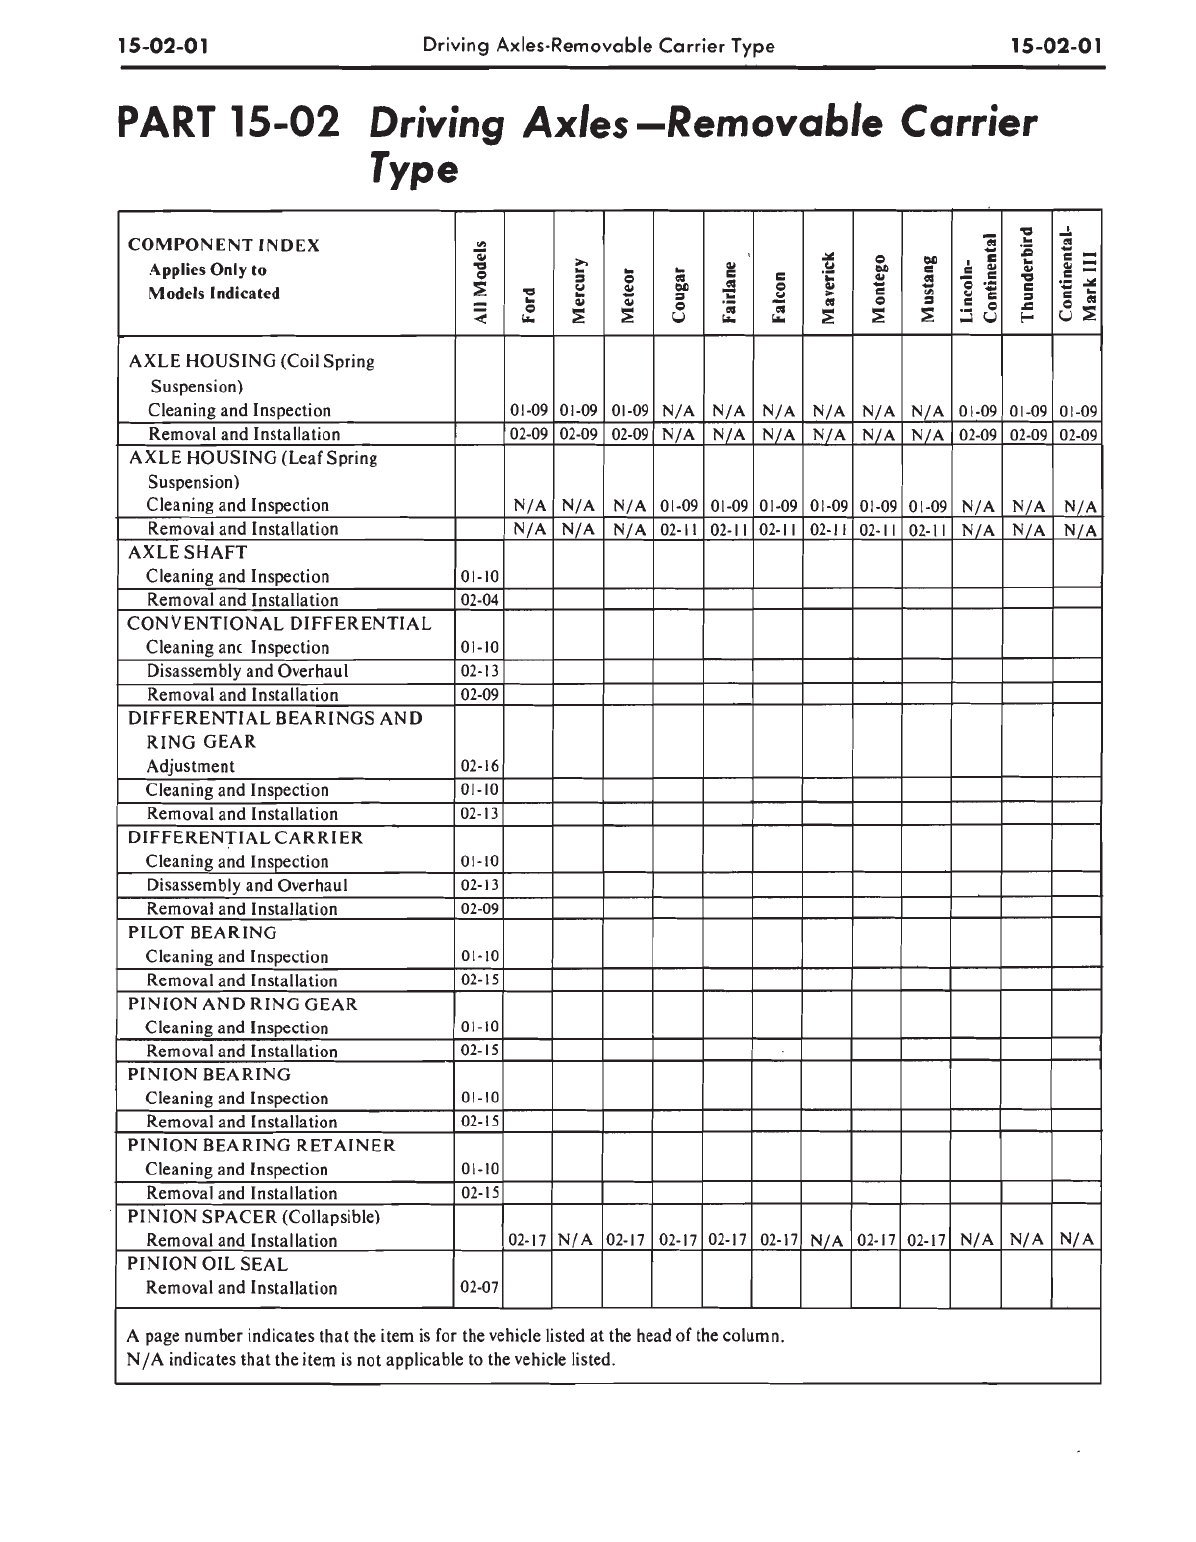 15-02-01 Driving Axles-Removable Carrier Type 15-02-01
PART 15-02 Driving Axles—Removable Carrier
Type
COMPONENT INDEX
Applies Only to
Models Indicated
All Models
Ford
Mercury
Meteor
Cougar
Fairlane
Falcon
Maverick
Montego
Mustang
Lincoln-
Continental
Thunderbird
Continental-
Mark III
AXLE HOUSING (Coil Spring
Suspension)
Cleaning and Inspection 01-09 01-09 01-09 N/A N/A N/A N/A N/A N/A 01-09 01-09 01-09
Removal and Installation 02-09 02-09 02-09 N/A N/A N/A N/A N/A N/A 02-09 02-09 02-09
AXLE HOUSING (Leaf Spring
Suspension)
Cleaning and Inspection N/A N/A N/A 01-09 01-09 01-09 01-09 01-09 01-09 N/A N/A N/A
Removal and Installation N/A N/A N/A 02-11 02-11 02-11 02-11 02-11 02-11 N/A N/A N/A
AXLE SHAFT
Cleaning and Inspection 01-10
Removal and Installation 02-04
CONVENTIONAL DIFFERENTIAL
Cleaning anc Inspection 01-10
Disassembly and Overhaul 02-13
Removal and Installation 02-09
DIFFERENTIAL BEARINGS AND
RING GEAR
Adjustment 02-16
Cleaning and Inspection 01-10
Removal and Installation 02-13
DIFFERENTIAL CARRIER
Cleaning and Inspection 01-10
Disassembly and Overhaul 02-13
Removal and Installation 02-09
PILOT BEARING
Cleaning and Inspection 01-10
Removal and Installation 02-15
PINION AND RING GEAR
Cleaning and Inspection 01-10
Removal and Installation 02-15
PINION BEARING
Cleaning and Inspection 01-10
Removal and Installation 02-15
PINION BEARING RETAINER
Cleaning and Inspection 01-10
Removal and Installation 02-15
PINION SPACER (Collapsible)
Removal and Installation 02-17 N/A 02-17 02-17 02-17 02-17 N/A 02-17 02-17 N/A N/A N/A
PINION OIL SEAL
Removal and Installation 02-07
A page number indicates that the item is for the vehicle listed at the head of the column.
N/A indicates that the item is not applicable to the vehicle listed.